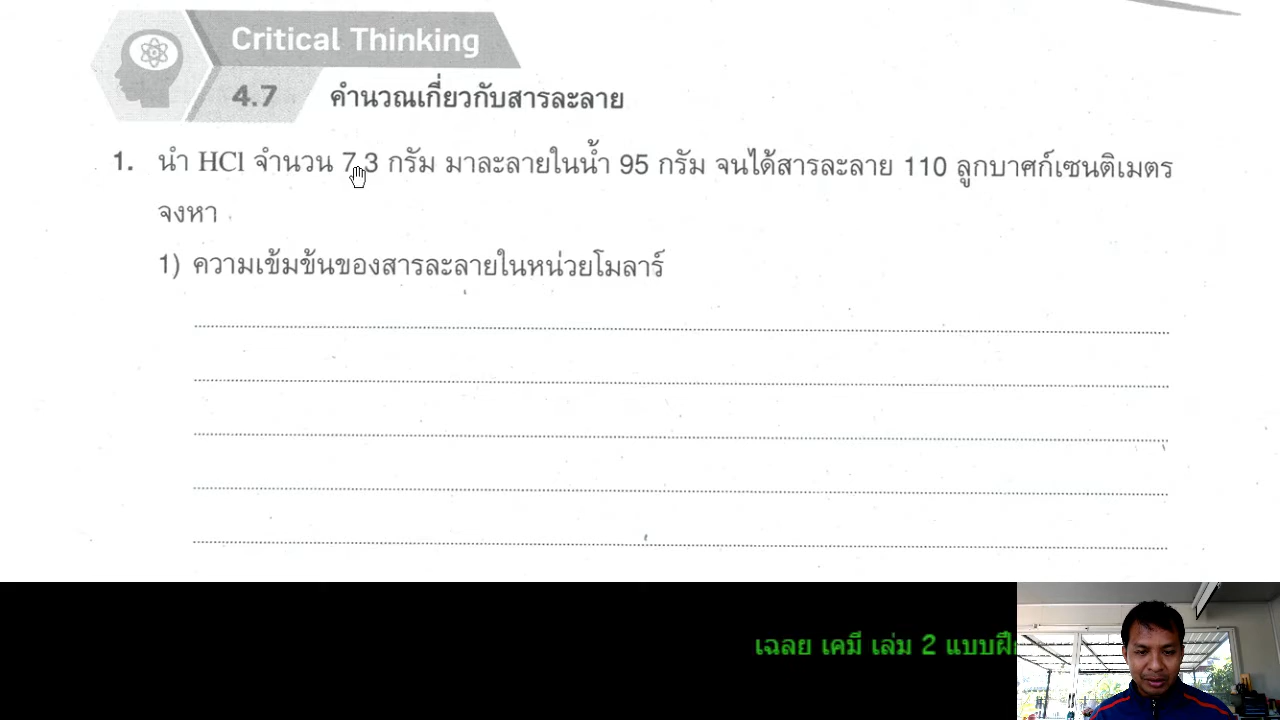 Critical Thinking
4.7 คำนวณเกี่ยวกับสารละลาย
1. นำ HCl จำนวน 7.3 กรัม มาละลายในน้ำ 95 กรัม จนได้สารละลาย 110 ลูกบาศก์เซนติเมตร
จงหา
1) ความเข้มข้นของสารละลายในหน่วยโมลาร์
เฉลย เคมี เล่ม 2